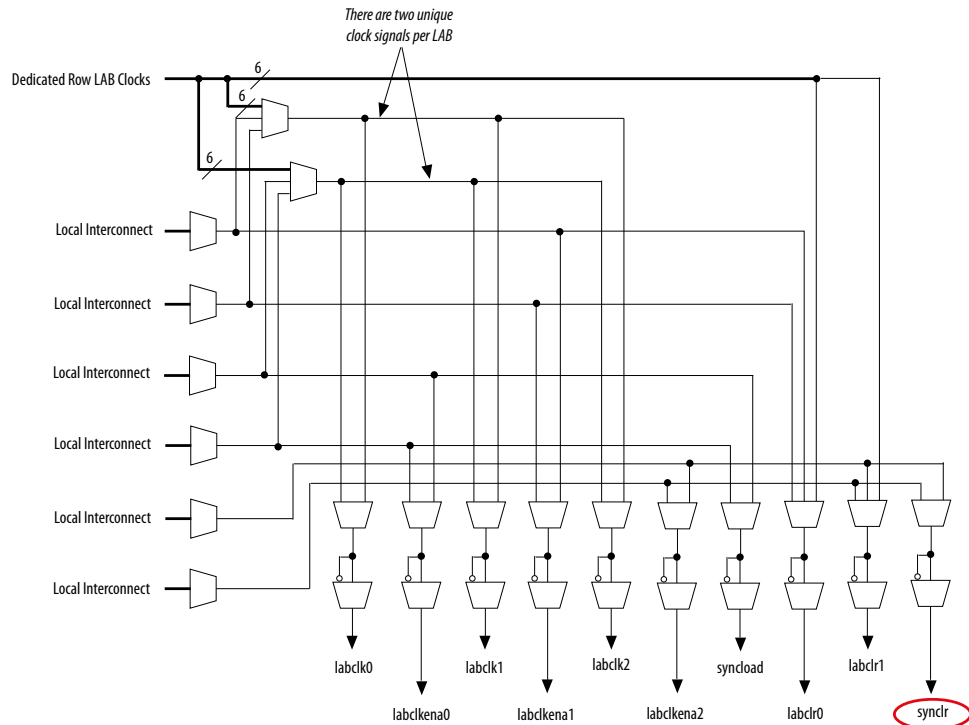 There are two unique
clock signals per LAB
Dedicated Row LAB Clocks
6
6
6
Local Interconnect
Local Interconnect
Local Interconnect
Local Interconnect
Local Interconnect
Local Interconnect
labclk0
labclk1
labclk2
syncload
labclr1
labclkena0
labclkena1
labclkena2
labclr0
synclr